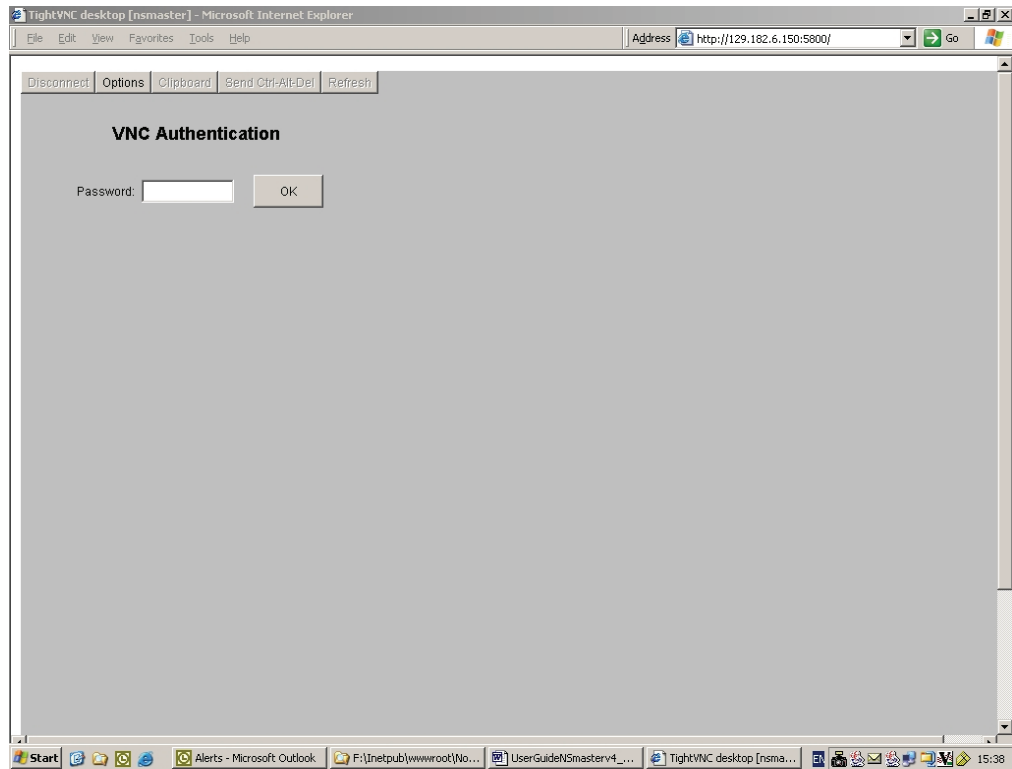 TightVNC desktop [nsmaster] - Microsoft Internet Explorer
File Edit View Favorites Tools Help Address http://129.182.6.150:5800/ Go
Disconnect Options Clipboard Send Ctrl-Alt-Del Refresh
VNC Authentication
Password: OK
Start Alerts - Microsoft Outlook F:\Inetpub\wwwroot\No... UserGuideNSmasterv4_... TightVNC desktop [nsma... EN 15:38